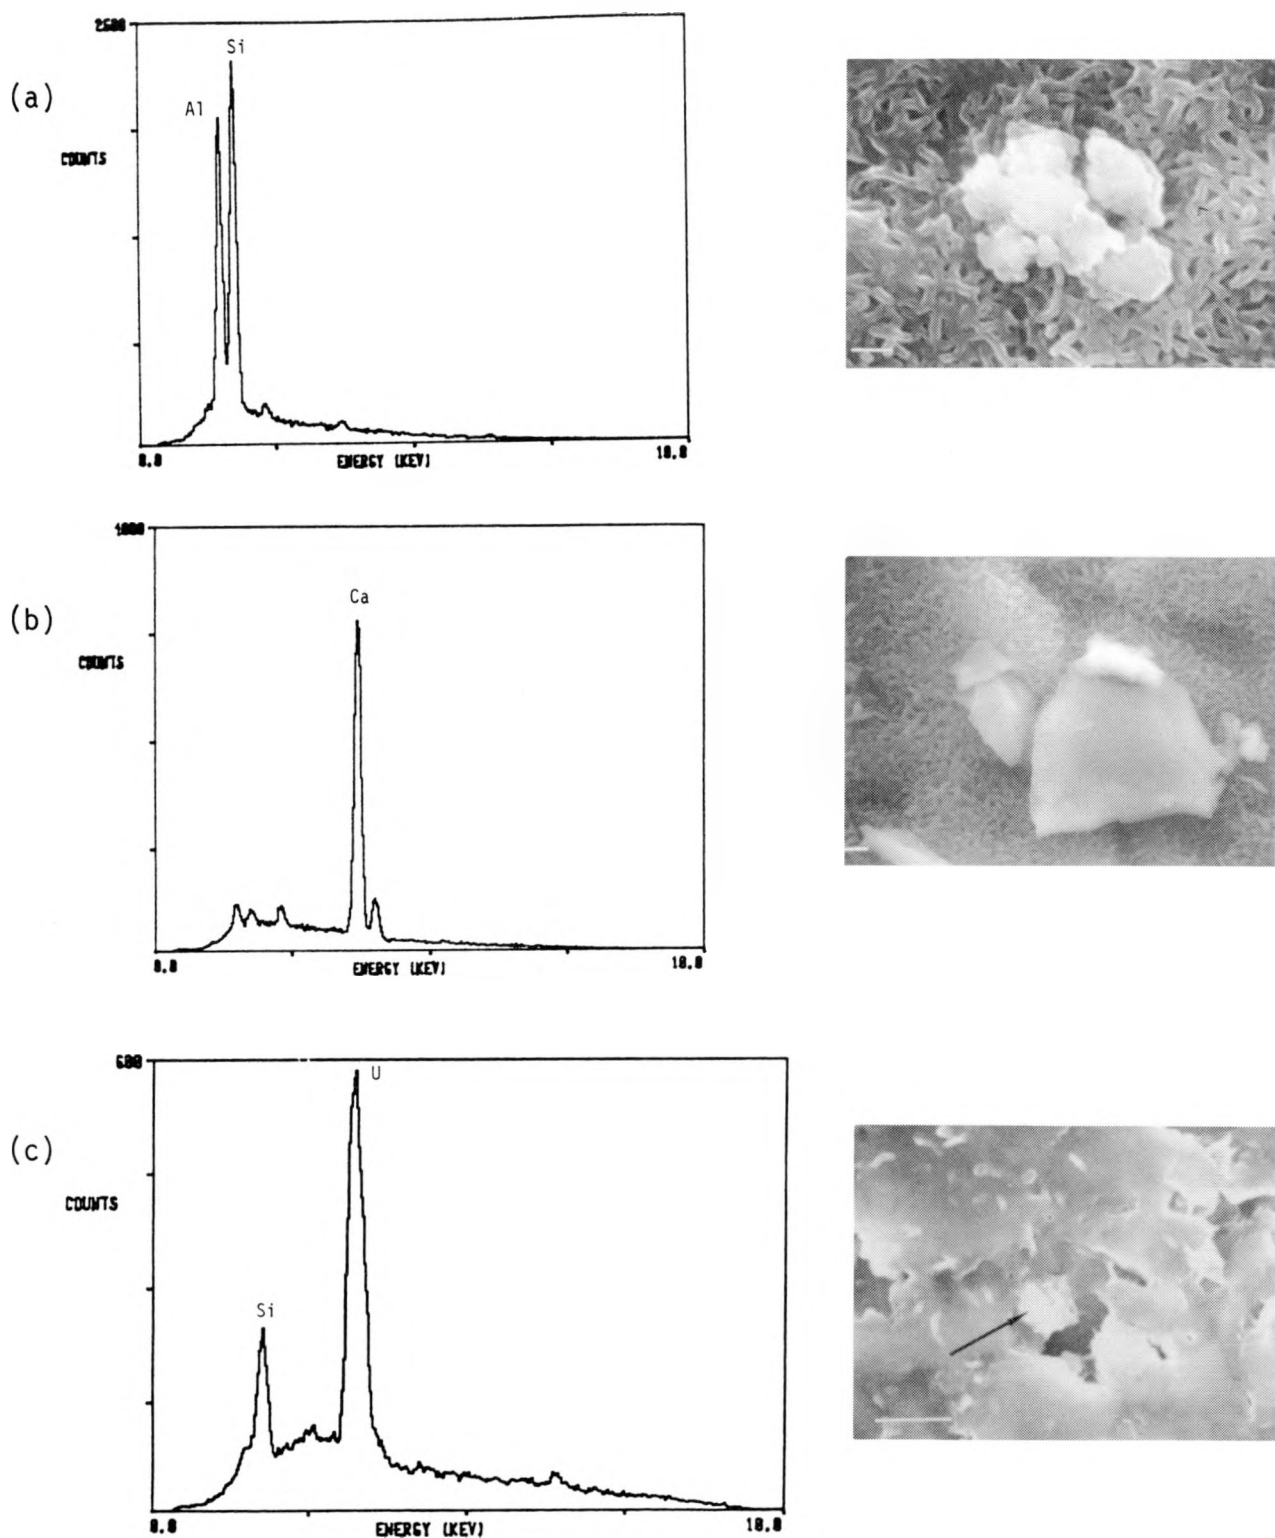 (a)
2500
Si
Al
COUNTS
0.0
10.0
ENERGY (KEV)
(b)
1000
Ca
COUNTS
0.0
10.0
ENERGY (KEV)
(c)
600
U
COUNTS
Si
0.0
10.0
ENERGY (KEV)